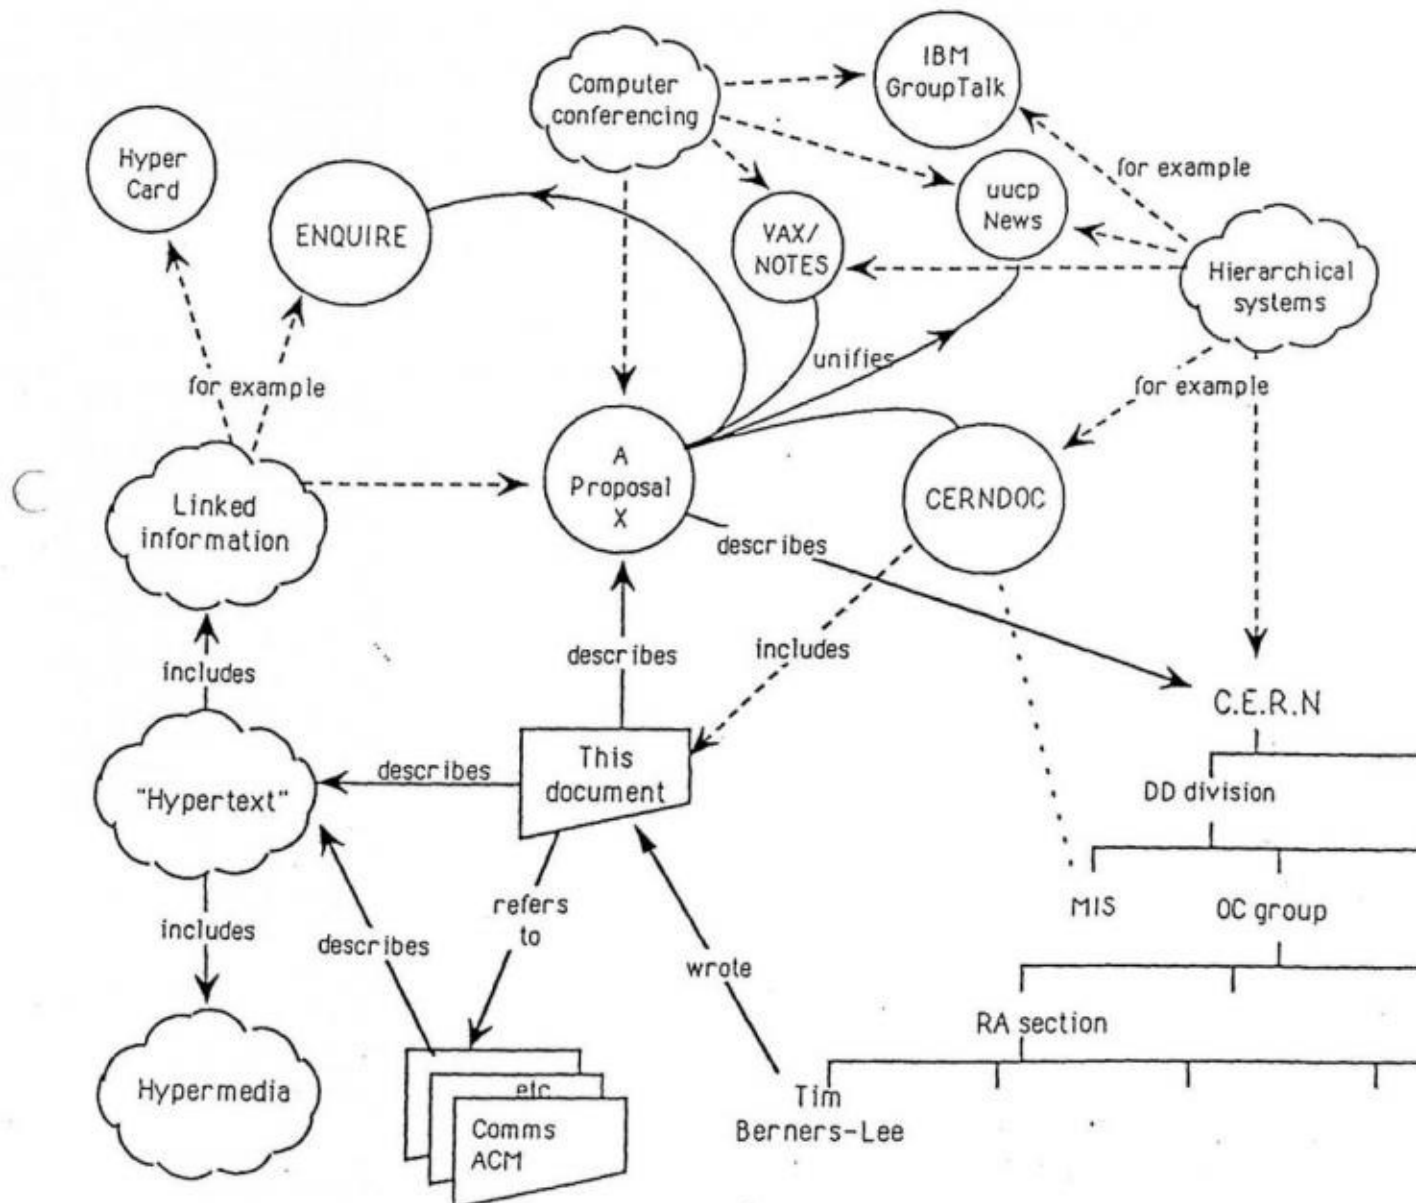 IBM
GroupTalk
Computer
conferencing
Hyper
Card
for example
uucp
News
ENQUIRE
VAX/
NOTES
Hierarchical
systems
unifies
for example
for example
A
Proposal
X
Linked
information
CERNDOC
describes
includes
describes
includes
C.E.R.N
This
document
describes
"Hypertext"
DD division
refers
to
MIS
OC group
includes
describes
wrote
RA section
Hypermedia
etc
Tim
Berners-Lee
Comms
ACM